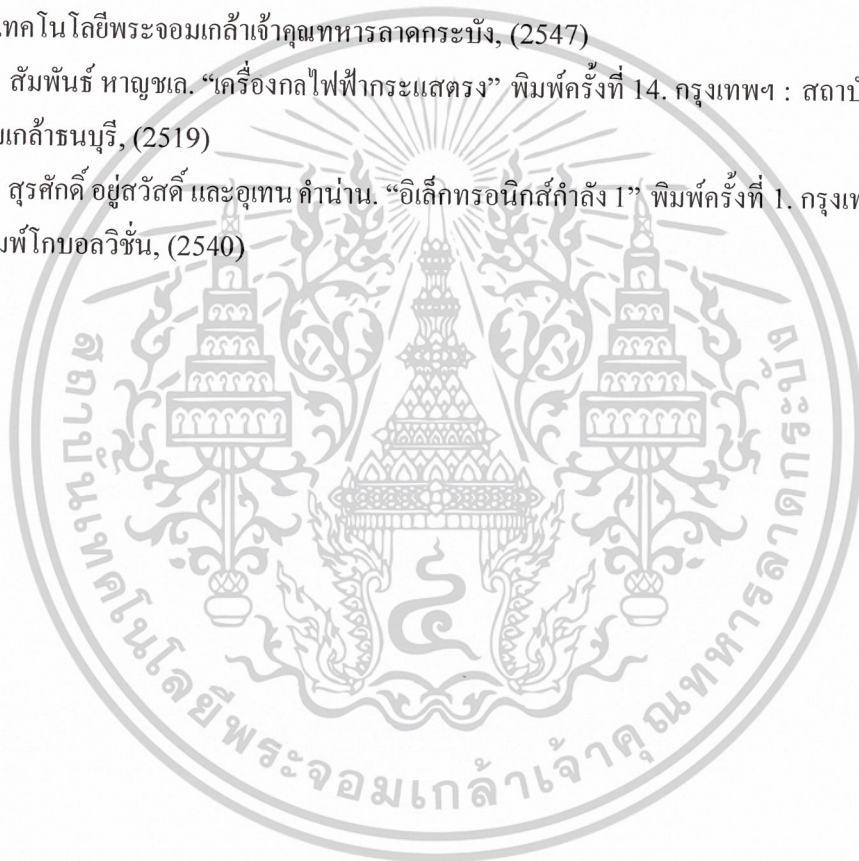 เทคโนโลยีพระจอมเกล้าเจ้าคุณทหารลาดกระบัง, (2547)
สัมพันธ์ หาญชเล. “เครื่องกลไฟฟ้ากระแสตรง” พิมพ์ครั้งที่ 14. กรุงเทพฯ : สถาบั
มเกล้าธนบุรี, (2519)
สุรศักดิ์ อยู่สวัสดิ์ และอุเทน คำน่าน. “อิเล็กทรอนิกส์กำลัง 1” พิมพ์ครั้งที่ 1. กรุงเท
มพ์โกบอลวิชั่น, (2540)
สถาบันเทคโนโลยีพระจอมเกล้าเจ้าคุณทหารลาดกระบัง
๔